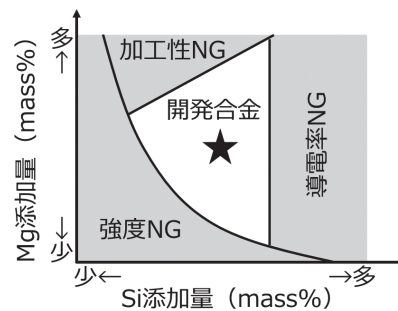 多
↑
加工性NG
開発合金
★
導電率NG
Mg添加量（mass%）
強度NG
↓
少
少←
→多
Si添加量（mass%）